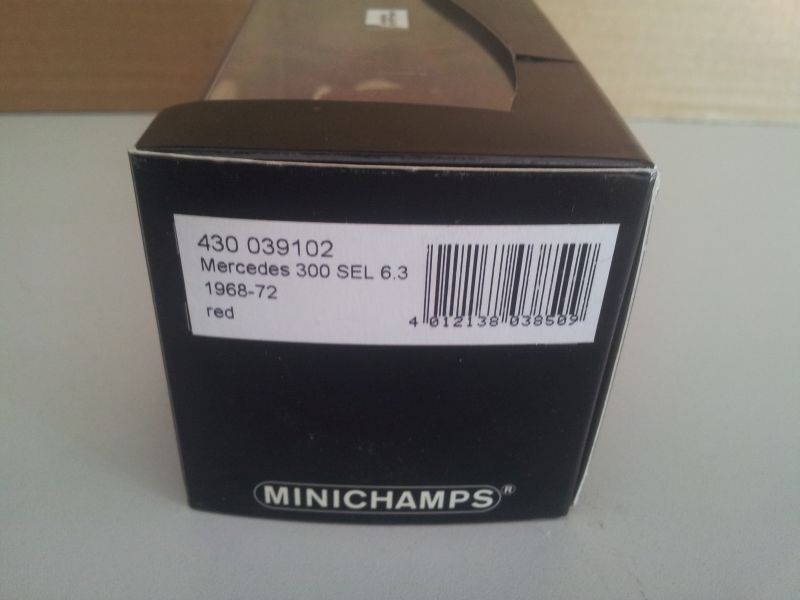 430 039102
Mercedes 300 SEL 6.3
1968-72
red
4 012138 038509
MINICHAMPS®